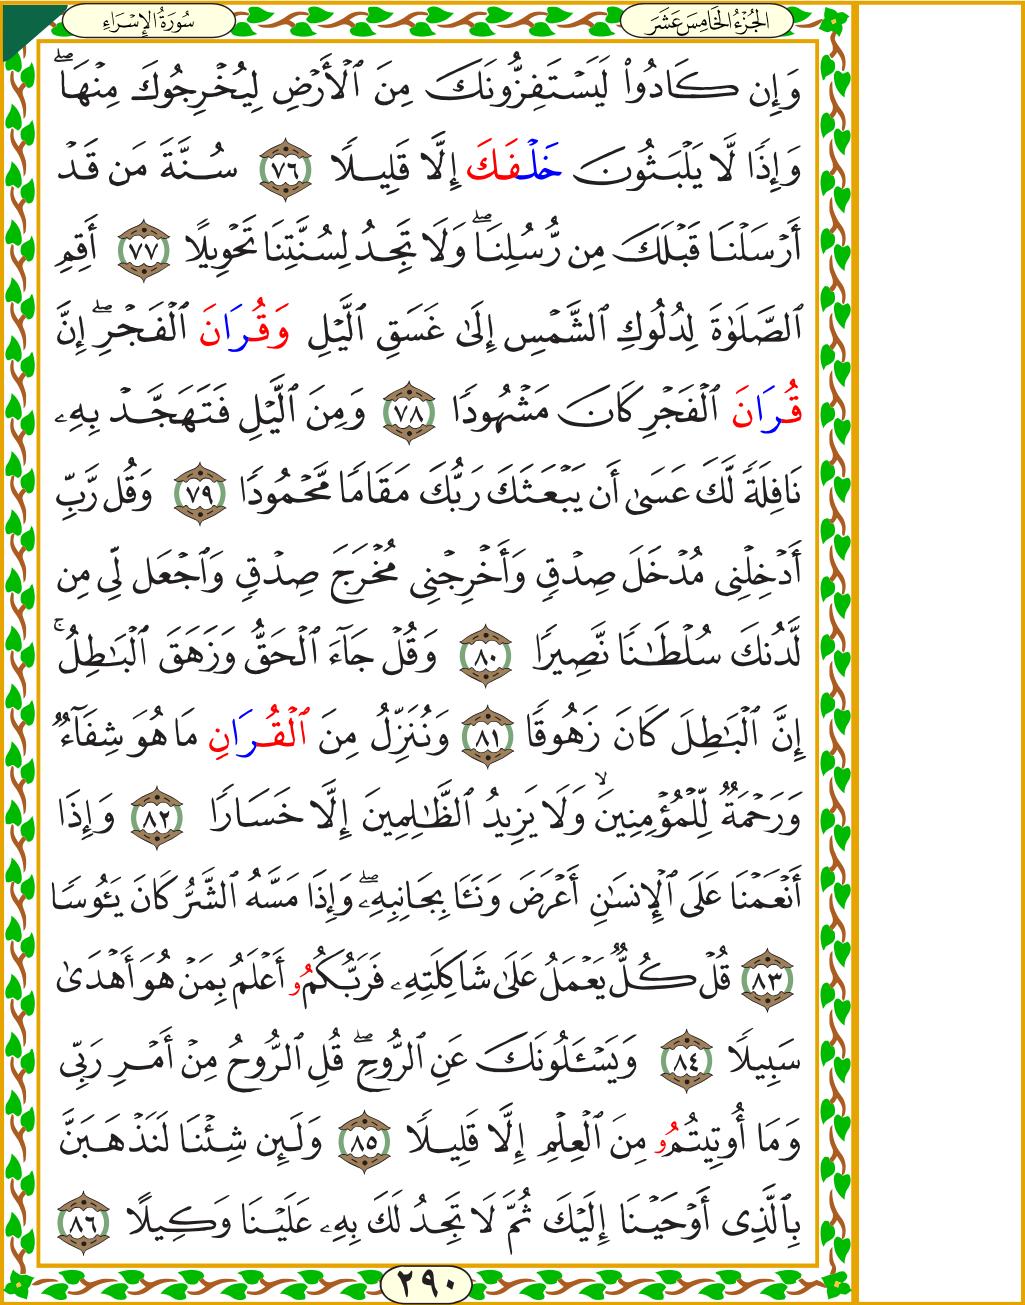 الجُزْءُ الخَامِسَ عَشَرَ
سُورَةُ الإِسْرَاءِ
وَإِن كَادُواْ لَيَسْتَفِزُّونَكَ مِنَ ٱلْأَرْضِ لِيُخْرِجُوكَ مِنْهَاۖ
وَإِذًا لَّا يَلْبَثُونَ خَلْفَكَ إِلَّا قَلِيلًا ٧٦ سُنَّةَ مَن قَدْ
أَرْسَلْنَا قَبْلَكَ مِن رُّسُلِنَاۖ وَلَا تَجِدُ لِسُنَّتِنَا تَحْوِيلًا ٧٧ أَقِمِ
ٱلصَّلَوٰةَ لِدُلُوكِ ٱلشَّمْسِ إِلَىٰ غَسَقِ ٱلَّيْلِ وَقُرَانَ ٱلْفَجْرِۖ إِنَّ
قُرَانَ ٱلْفَجْرِ كَانَ مَشْهُودًا ٧٨ وَمِنَ ٱلَّيْلِ فَتَهَجَّدْ بِهِۦ
نَافِلَةً لَّكَ عَسَىٰ أَن يَبْعَثَكَ رَبُّكَ مَقَامًا مَّحْمُودًا ٧٩ وَقُل رَّبِّ
أَدْخِلْنِى مُدْخَلَ صِدْقٍ وَأَخْرِجْنِى مُخْرَجَ صِدْقٍ وَٱجْعَل لِّى مِن
لَّدُنكَ سُلْطَـٰنًا نَّصِيرًا ٨٠ وَقُلْ جَآءَ ٱلْحَقُّ وَزَهَقَ ٱلْبَـٰطِلُۚ
إِنَّ ٱلْبَـٰطِلَ كَانَ زَهُوقًا ٨١ وَنُنَزِّلُ مِنَ ٱلْقُرَانِ مَا هُوَ شِفَآءٌ
وَرَحْمَةٌ لِّلْمُؤْمِنِينَۙ وَلَا يَزِيدُ ٱلظَّـٰلِمِينَ إِلَّا خَسَارًا ٨٢ وَإِذَآ
أَنْعَمْنَا عَلَى ٱلْإِنسَـٰنِ أَعْرَضَ وَنَـَٔا بِجَانِبِهِۦۖ وَإِذَا مَسَّهُ ٱلشَّرُّ كَانَ يَـُٔوسًا
٨٣ قُلْ كُلٌّ يَعْمَلُ عَلَىٰ شَاكِلَتِهِۦ فَرَبُّكُمُۥ أَعْلَمُ بِمَنْ هُوَ أَهْدَىٰ
سَبِيلًا ٨٤ وَيَسْـَٔلُونَكَ عَنِ ٱلرُّوحِۖ قُلِ ٱلرُّوحُ مِنْ أَمْرِ رَبِّى
وَمَا أُوتِيتُمُۥ مِنَ ٱلْعِلْمِ إِلَّا قَلِيلًا ٨٥ وَلَئِن شِئْنَا لَنَذْهَبَنَّ
بِٱلَّذِى أَوْحَيْنَا إِلَيْكَ ثُمَّ لَا تَجِدُ لَكَ بِهِۦ عَلَيْنَا وَكِيلًا ٨٦
٢٩٠